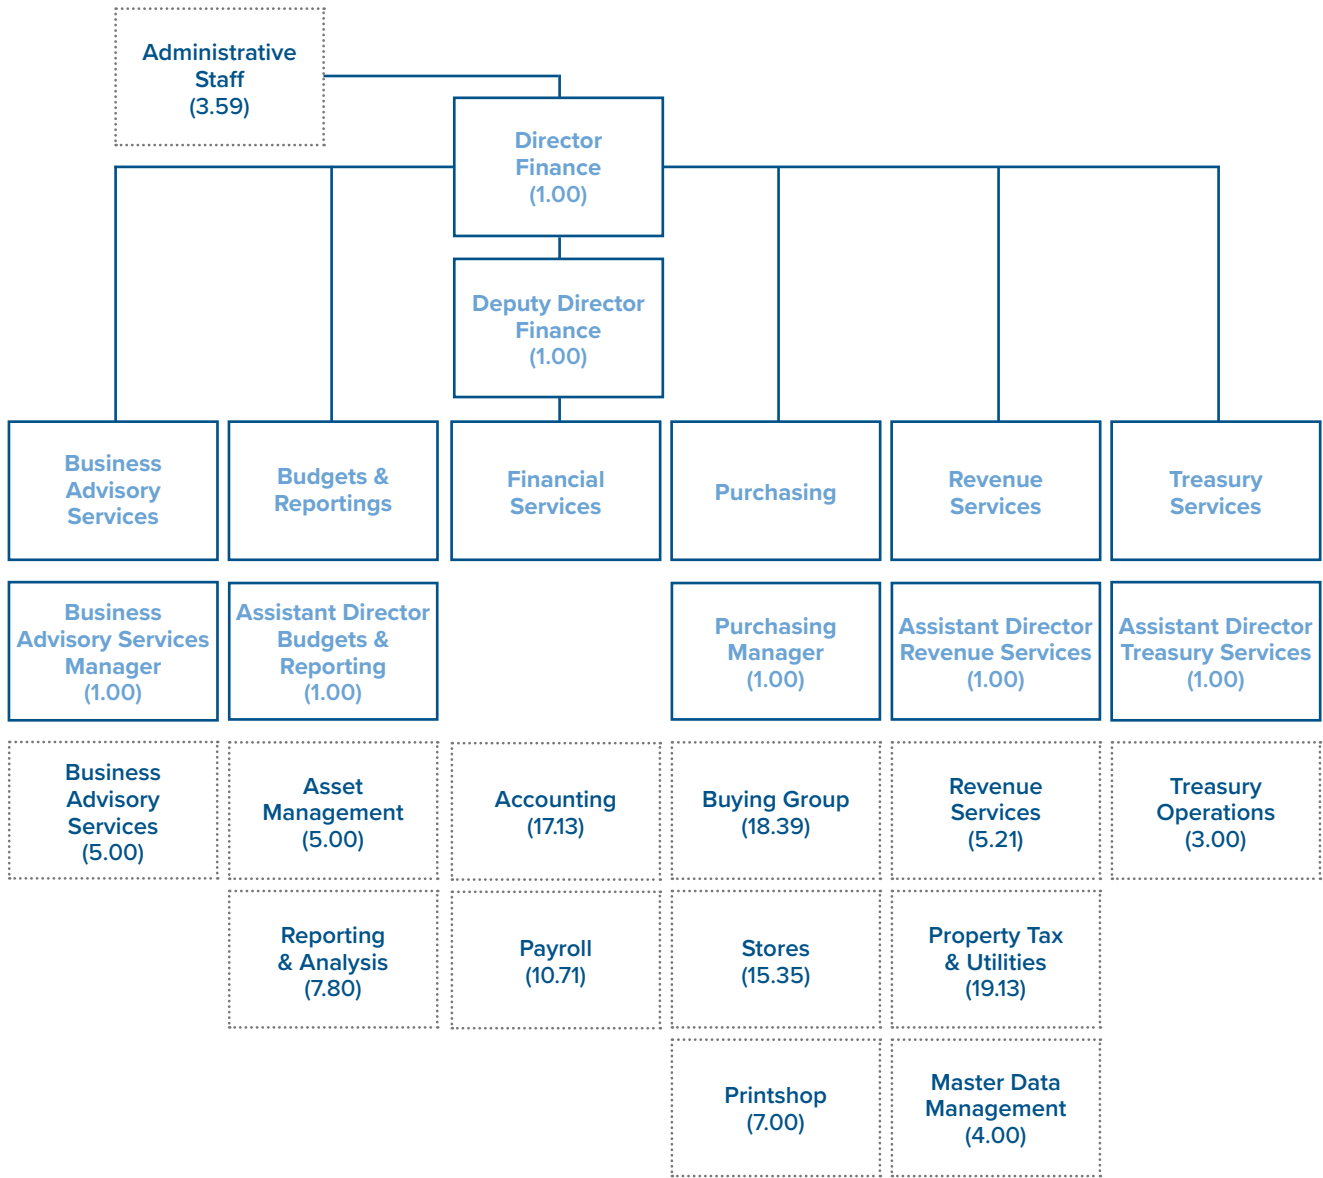 Administrative
Staff
(3.59)
Director
Finance
(1.00)
Deputy Director
Finance
(1.00)
Business
Advisory
Services
Budgets &
Reportings
Financial
Services
Purchasing
Revenue
Services
Treasury
Services
Business
Advisory Services
Manager
(1.00)
Assistant Director
Budgets &
Reporting
(1.00)
Purchasing
Manager
(1.00)
Assistant Director
Revenue Services
(1.00)
Assistant Director
Treasury Services
(1.00)
Business
Advisory
Services
(5.00)
Asset
Management
(5.00)
Accounting
(17.13)
Buying Group
(18.39)
Revenue
Services
(5.21)
Treasury
Operations
(3.00)
Reporting
& Analysis
(7.80)
Payroll
(10.71)
Stores
(15.35)
Property Tax
& Utilities
(19.13)
Printshop
(7.00)
Master Data
Management
(4.00)